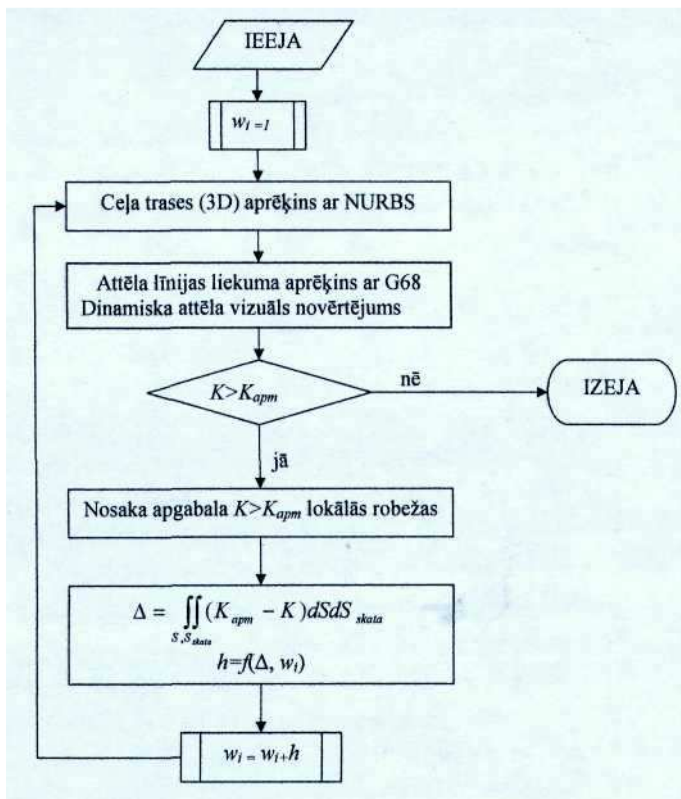 IEEJA
w_i =1
Ceļa trases (3D) aprēķins ar NURBS
Attēla līnijas liekuma aprēķins ar G68
Dinamiska attēla vizuāls novērtējums
K>K_apm
nē
IZEJA
jā
Nosaka apgabala K>K_apm lokālās robežas
Δ = ∬_{S,S_skata} (K_apm − K)dSdS_skata
h=f(Δ, w_i)
w_i = w_i+h